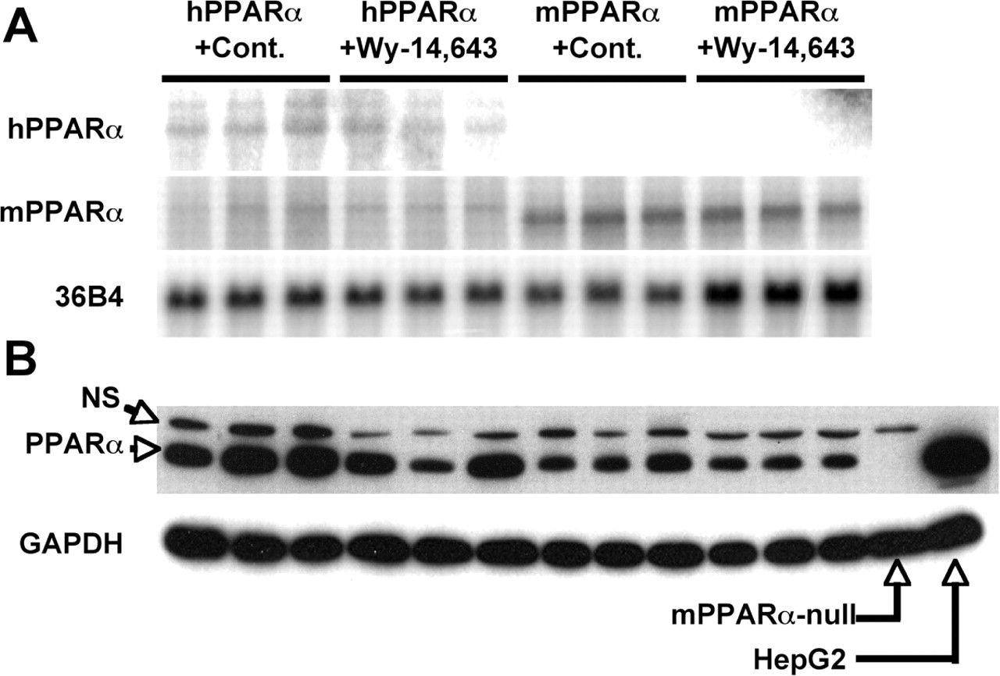 A
hPPARα hPPARα mPPARα mPPARα
+Cont. +Wy-14,643 +Cont. +Wy-14,643
hPPARα
mPPARα
36B4
B
NS
PPARα
GAPDH
mPPARα-null
HepG2